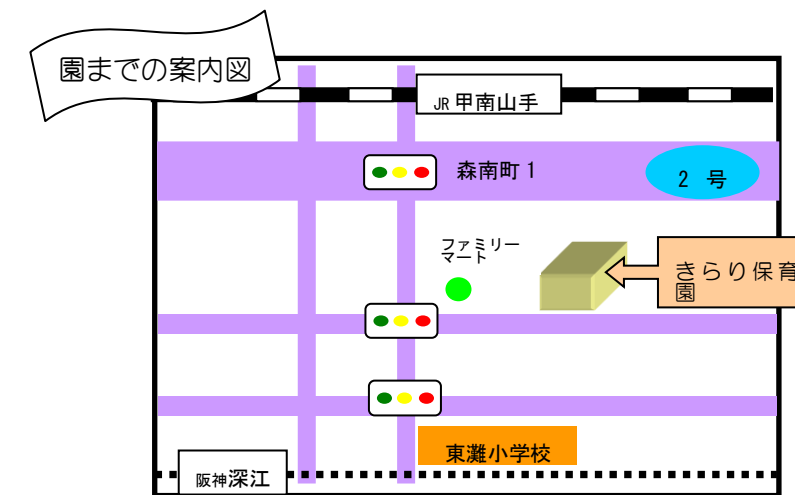 園までの案内図
JR 甲南山手
森南町 1
2 号
ファミリー
マート
きらり保育
園
東灘小学校
阪神深江